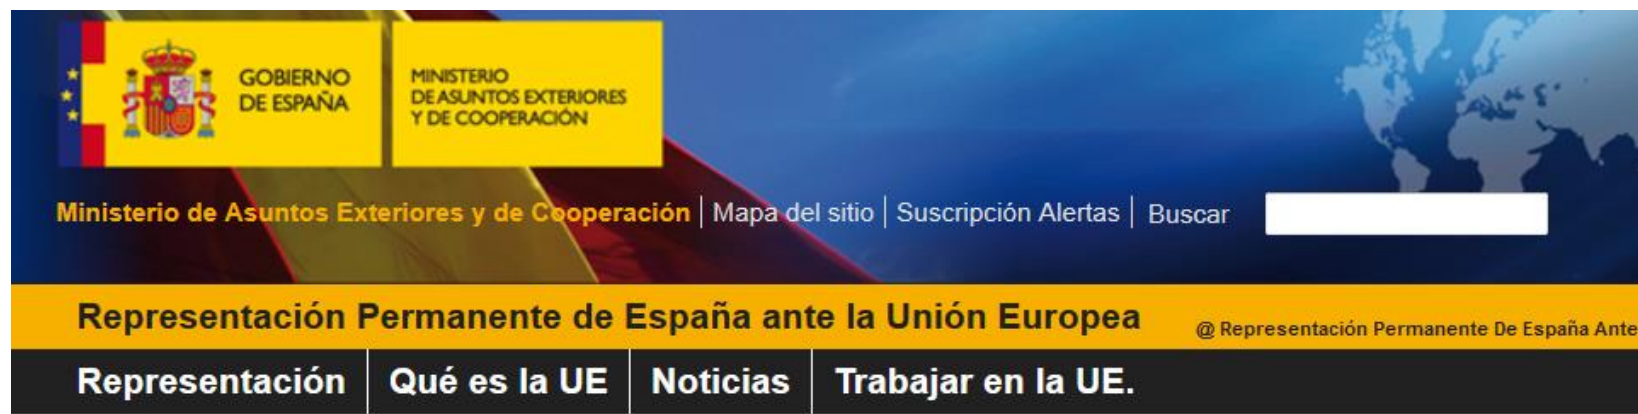 GOBIERNO
DE ESPAÑA
MINISTERIO
DE ASUNTOS EXTERIORES
Y DE COOPERACIÓN
Ministerio de Asuntos Exteriores y de Cooperación | Mapa del sitio | Suscripción Alertas | Buscar
Representación Permanente de España ante la Unión Europea @ Representación Permanente De España Ante
Representación | Qué es la UE | Noticias | Trabajar en la UE.